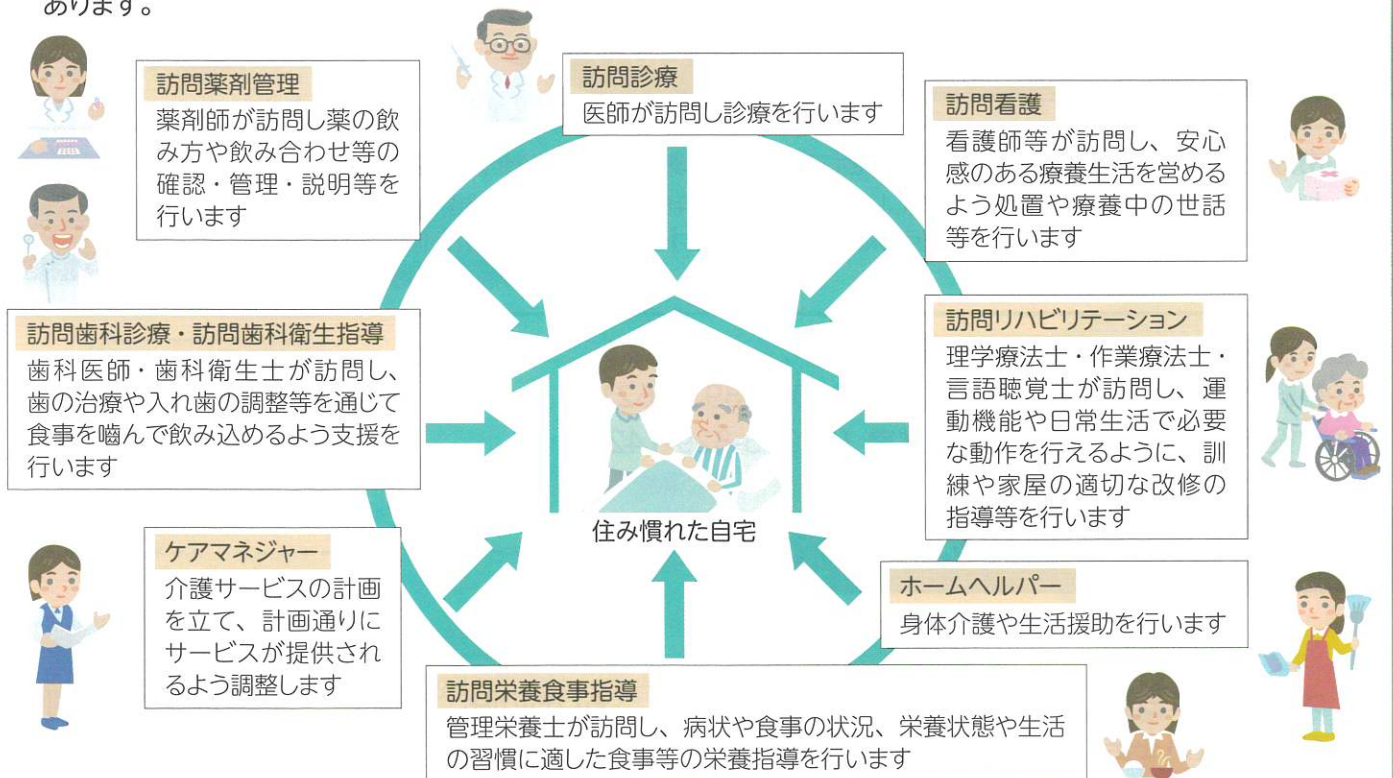 あります。
訪問薬剤管理
薬剤師が訪問し薬の飲
み方や飲み合わせ等の
確認・管理・説明等を
行います
訪問診療
医師が訪問し診療を行います
訪問看護
看護師等が訪問し、安心
感のある療養生活を営める
よう処置や療養中の世話
等を行います
訪問歯科診療・訪問歯科衛生指導
歯科医師・歯科衛生士が訪問し、
歯の治療や入れ歯の調整等を通じて
食事を嚙んで飲み込めるよう支援を
行います
訪問リハビリテーション
理学療法士・作業療法士・
言語聴覚士が訪問し、運
動機能や日常生活で必要
な動作を行えるように、訓
練や家屋の適切な改修の
指導等を行います
住み慣れた自宅
ケアマネジャー
介護サービスの計画
を立て、計画通りに
サービスが提供され
るよう調整します
ホームヘルパー
身体介護や生活援助を行います
訪問栄養食事指導
管理栄養士が訪問し、病状や食事の状況、栄養状態や生活
の習慣に適した食事等の栄養指導を行います